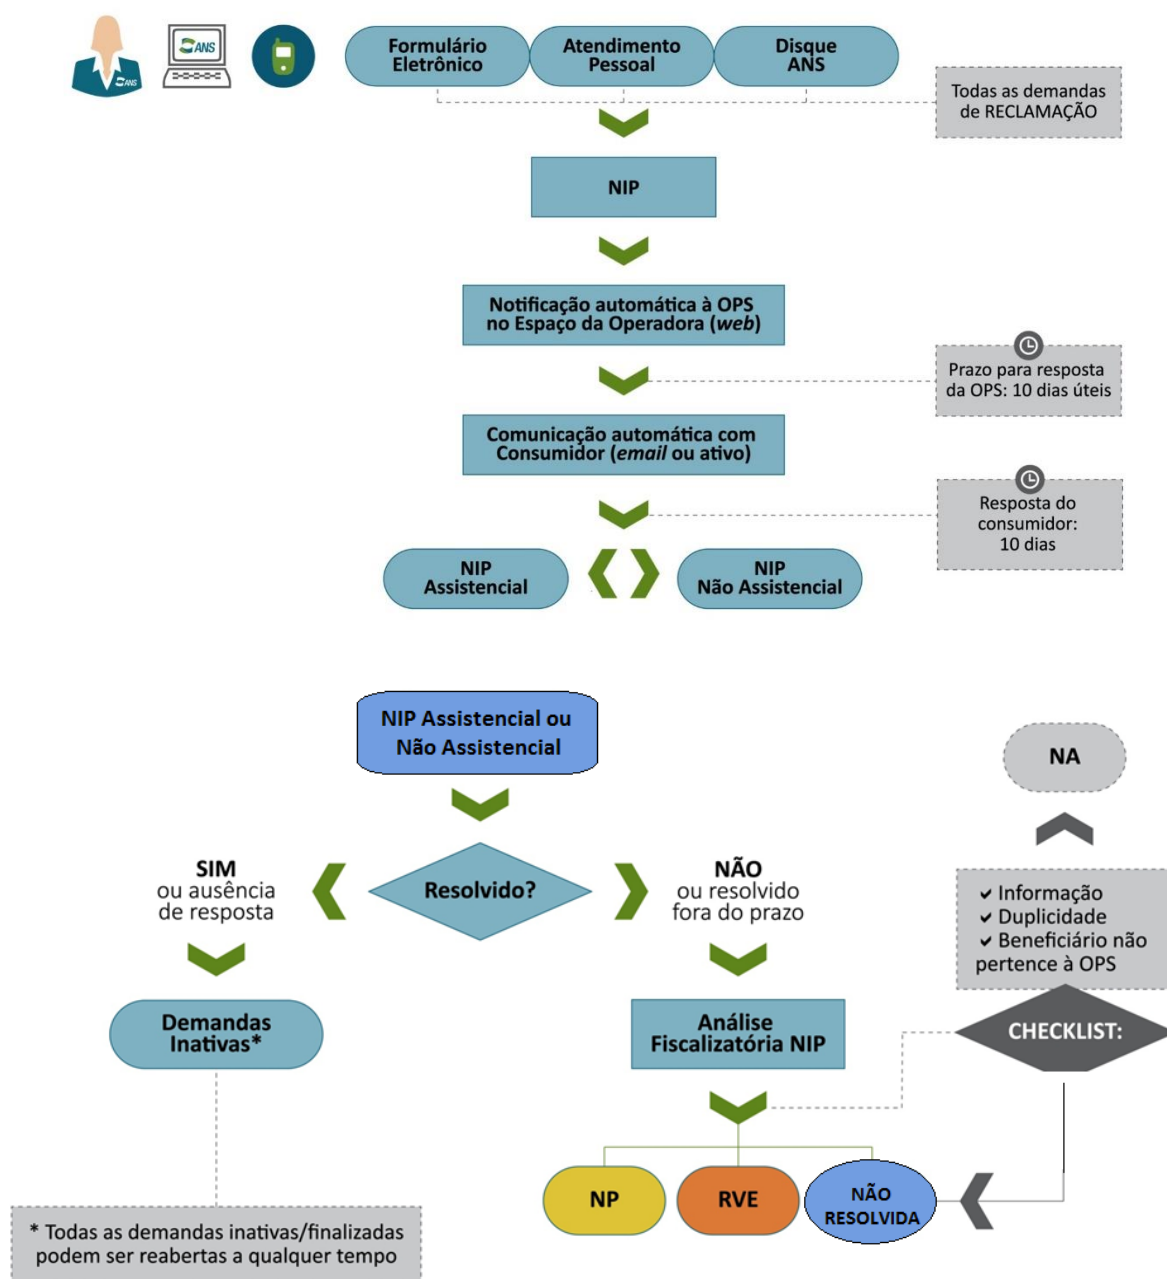 ANS
ANS
Formulário
Eletrônico
Atendimento
Pessoal
Disque
ANS
Todas as demandas
de RECLAMAÇÃO
NIP
Notificação automática à OPS
no Espaço da Operadora (web)
Prazo para resposta
da OPS: 10 dias úteis
Comunicação automática com
Consumidor (email ou ativo)
Resposta do
consumidor:
10 dias
NIP
Assistencial
NIP
Não Assistencial
NIP Assistencial ou
Não Assistencial
NA
SIM
ou ausência
de resposta
Resolvido?
NÃO
ou resolvido
fora do prazo
✓ Informação
✓ Duplicidade
✓ Beneficiário não
pertence à OPS
Demandas
Inativas*
Análise
Fiscalizatória NIP
CHECKLIST:
NP
RVE
NÃO
RESOLVIDA
* Todas as demandas inativas/finalizadas
podem ser reabertas a qualquer tempo